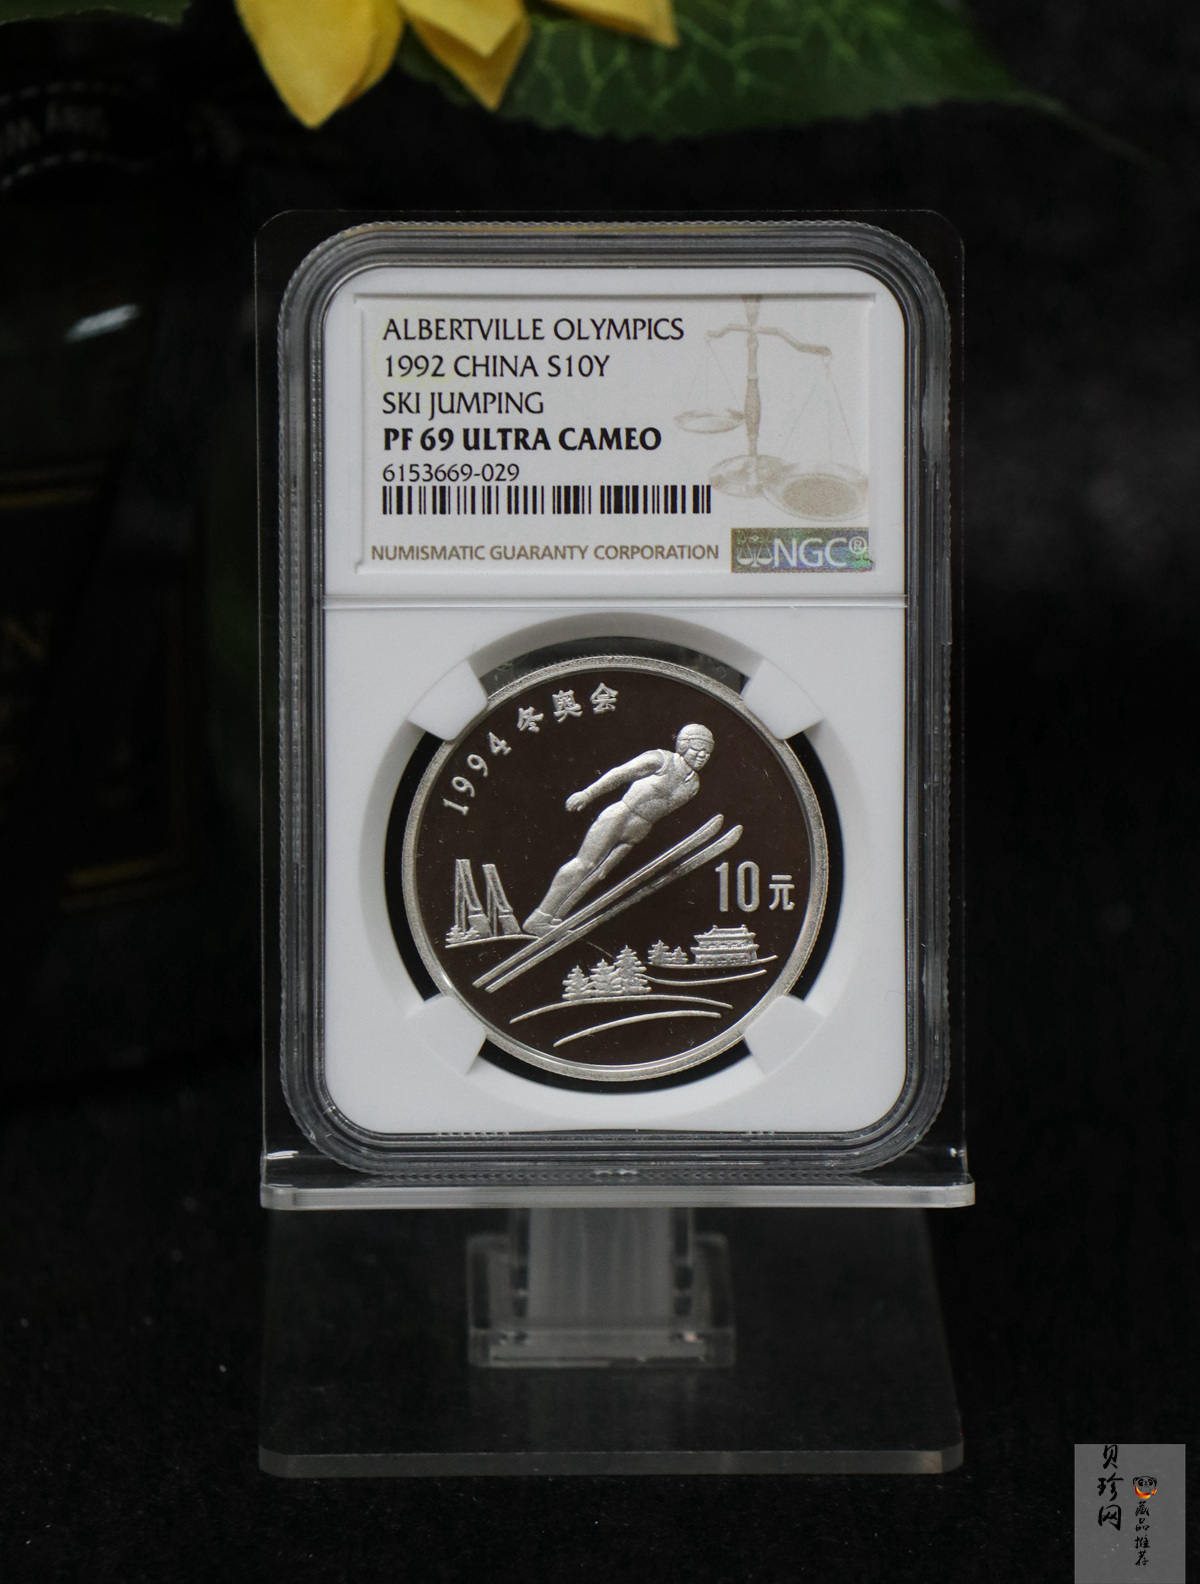 ALBERTVILLE OLYMPICS
1992 CHINA S10Y
SKI JUMPING
PF 69 ULTRA CAMEO
6153669-029
NUMISMATIC GUARANTY CORPORATION
NGC®
1994冬奥会
10元
贝珍网
藏品推荐